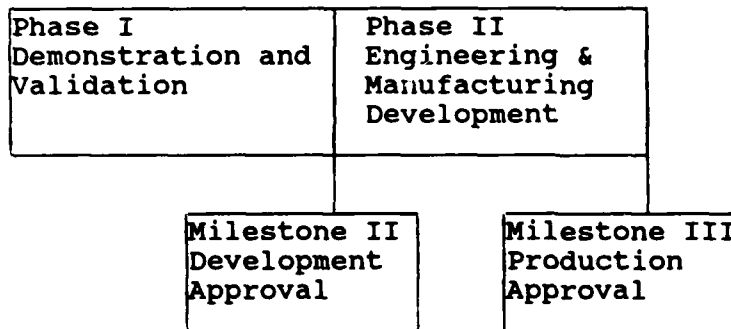 Phase I
Demonstration and
Validation
Phase II
Engineering &
Manufacturing
Development
Milestone II
Development
Approval
Milestone III
Production
Approval